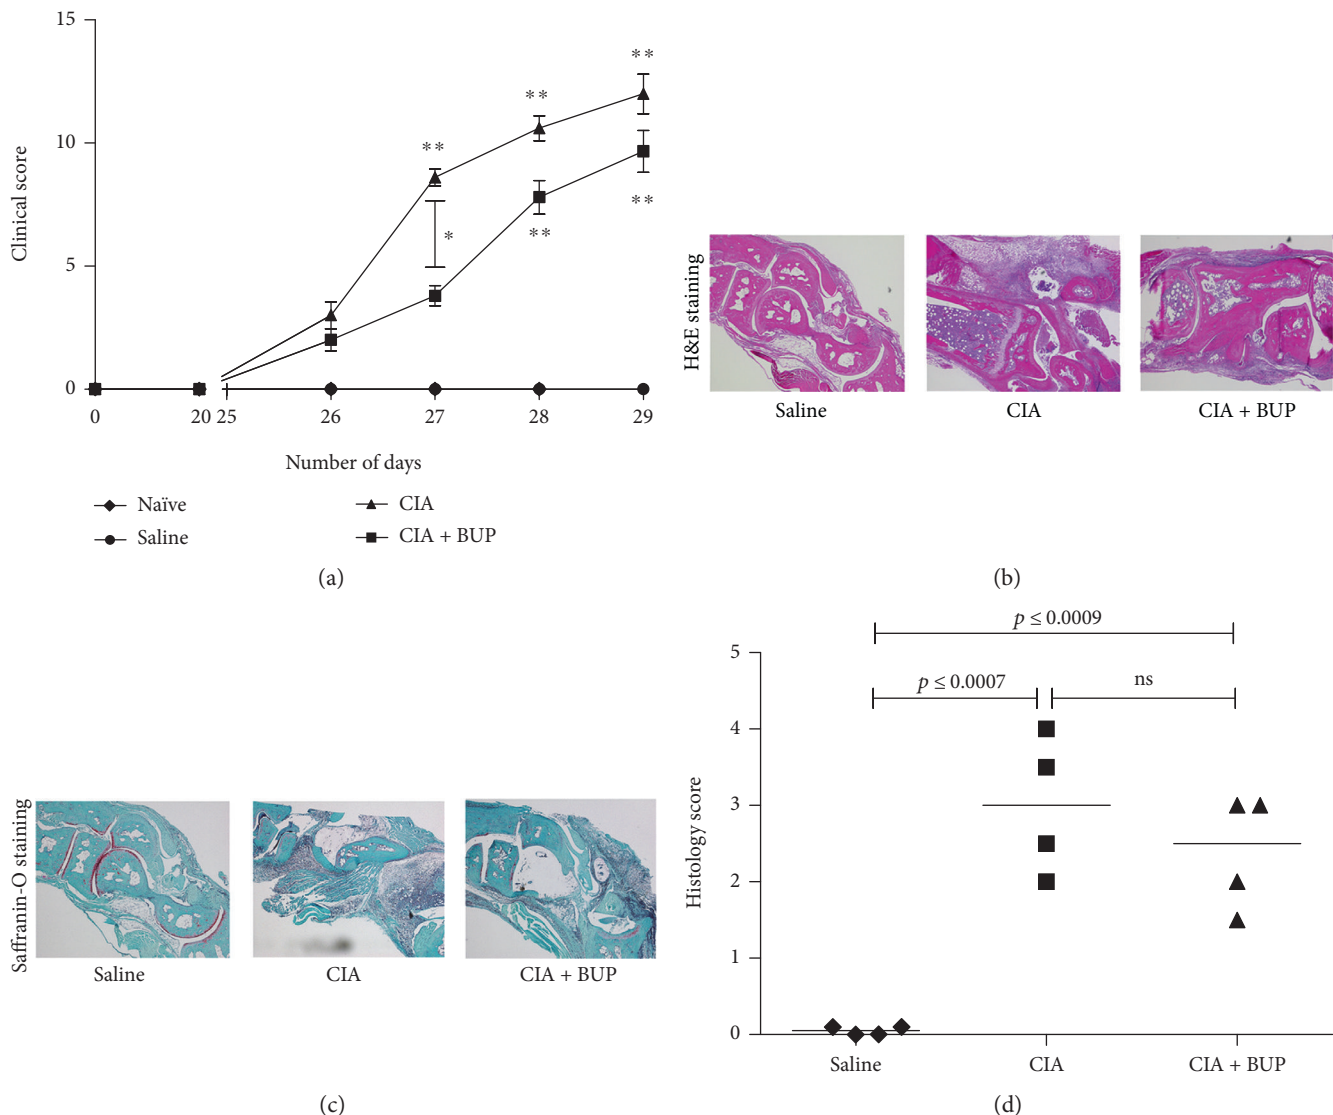 15
10
5
0
Clinical score
**
**
**
*
**
**
0
20
25
26
27
28
29
Number of days
Naïve
CIA
Saline
CIA + BUP
(a)
H&E staining
Saline
CIA
CIA + BUP
(b)
Saffranin-O staining
Saline
CIA
CIA + BUP
(c)
p ≤ 0.0009
p ≤ 0.0007
ns
5
4
3
2
1
0
Histology score
Saline
CIA
CIA + BUP
(d)